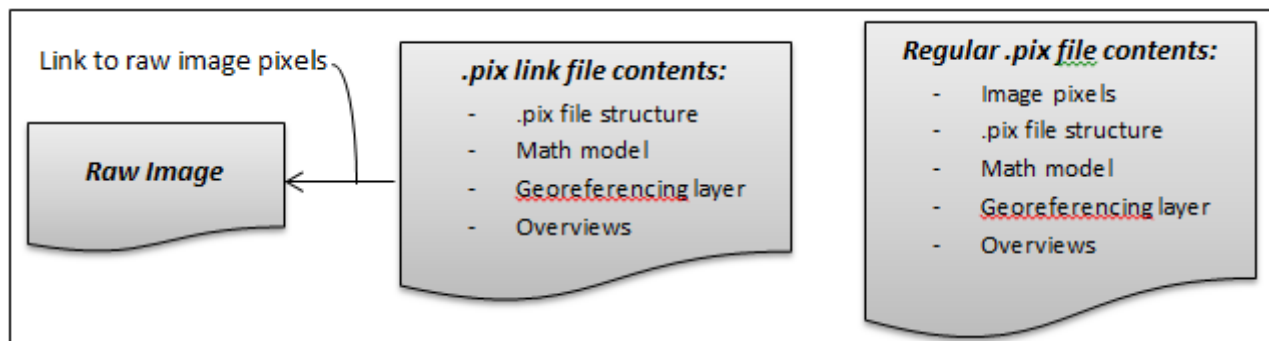 Link to raw image pixels
Raw Image
.pix link file contents:
- .pix file structure
- Math model
- Georeferencing layer
- Overviews
Regular .pix file contents:
- Image pixels
- .pix file structure
- Math model
- Georeferencing layer
- Overviews